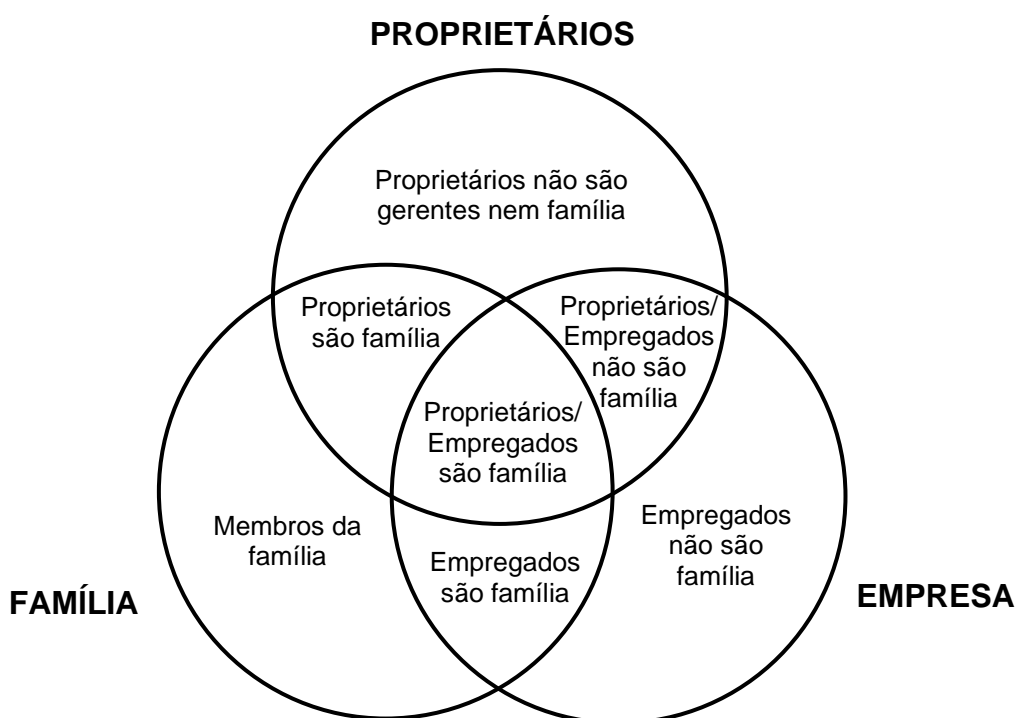 PROPRIETÁRIOS
Proprietários não são
gerentes nem família
Proprietários
são família
Proprietários/
Empregados
não são
família
Proprietários/
Empregados
são família
Membros da
família
Empregados
são família
Empregados
não são
família
FAMÍLIA
EMPRESA